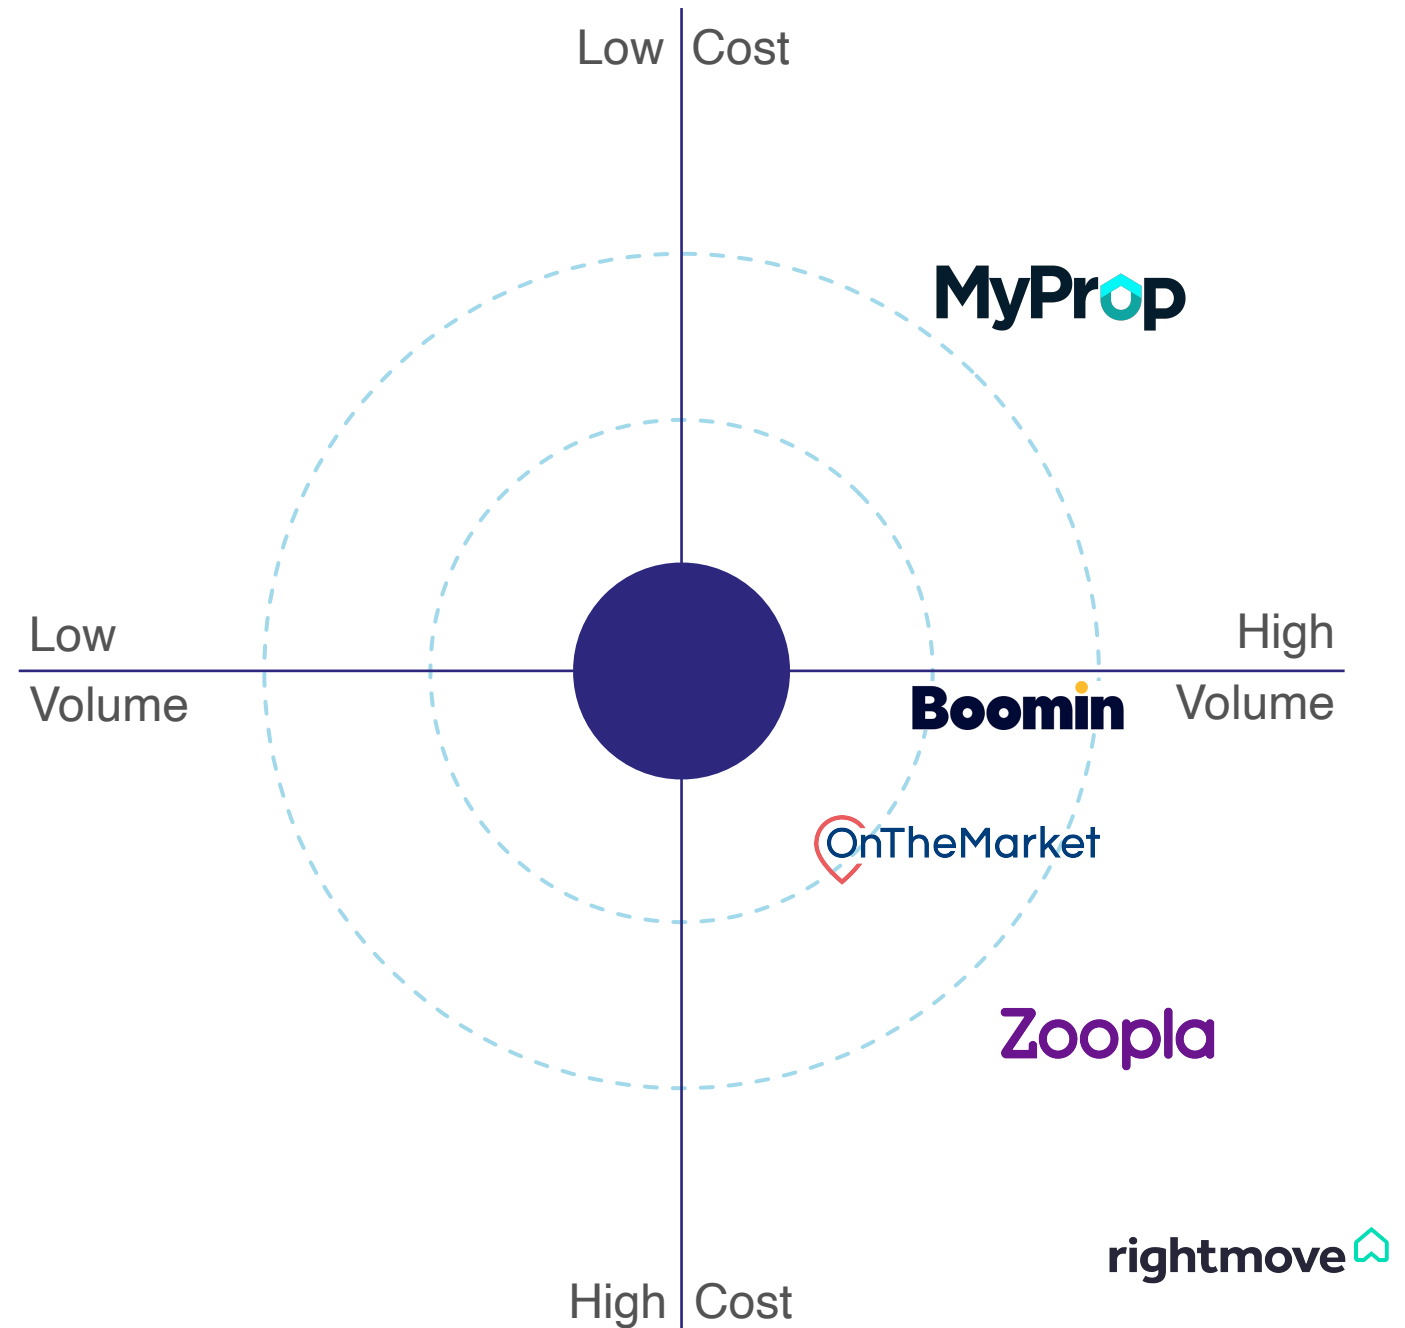 Low Cost
MyProp
Low
Volume
High
Volume
Boomin
OnTheMarket
Zoopla
rightmove
High Cost